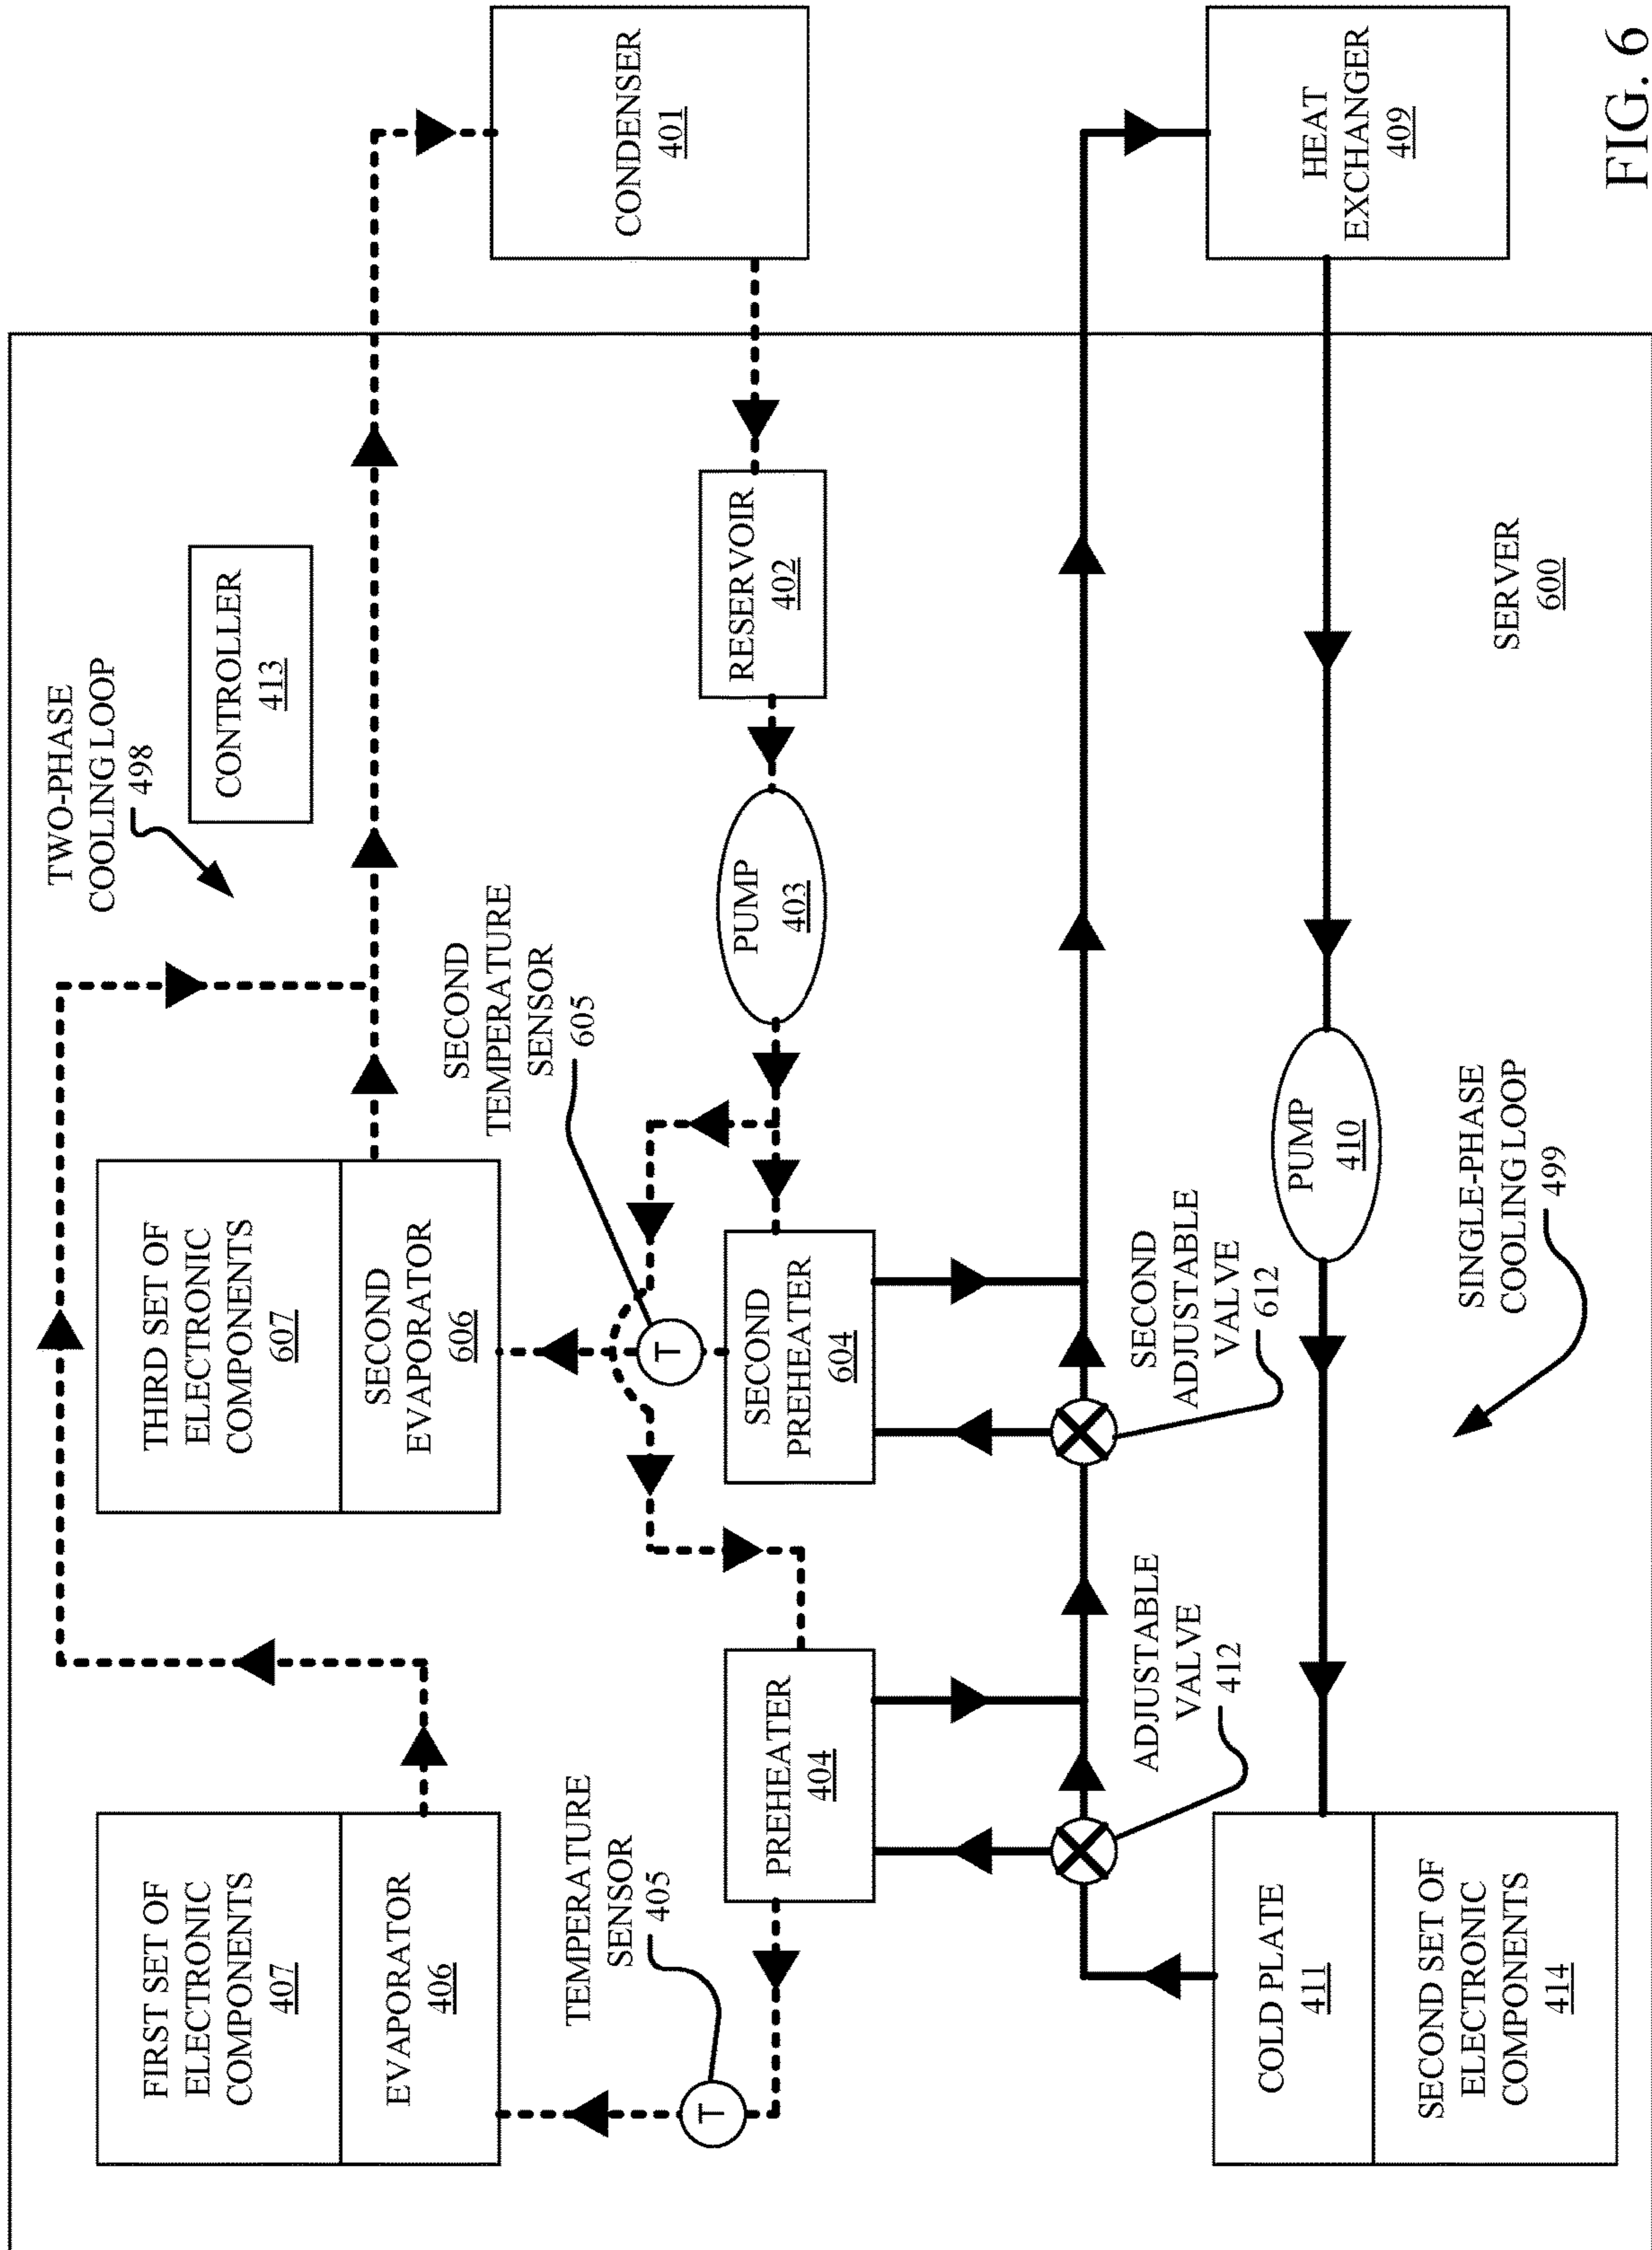 TWO-PHASE
COOLING LOOP
498
CONTROLLER
413
FIRST SET OF
ELECTRONIC
COMPONENTS
407
EVAPORATOR
406
THIRD SET OF
ELECTRONIC
COMPONENTS
607
SECOND
EVAPORATOR
606
CONDENSER
401
TEMPERATURE
SENSOR
405
T
SECOND
TEMPERATURE
SENSOR
605
T
PREHEATER
404
SECOND
PREHEATER
604
PUMP
403
RESERVOIR
402
ADJUSTABLE
VALVE
412
SECOND
ADJUSTABLE
VALVE
612
COLD PLATE
411
SECOND SET OF
ELECTRONIC
COMPONENTS
414
SINGLE-PHASE
COOLING LOOP
499
PUMP
410
SERVER
600
HEAT
EXCHANGER
409
FIG. 6